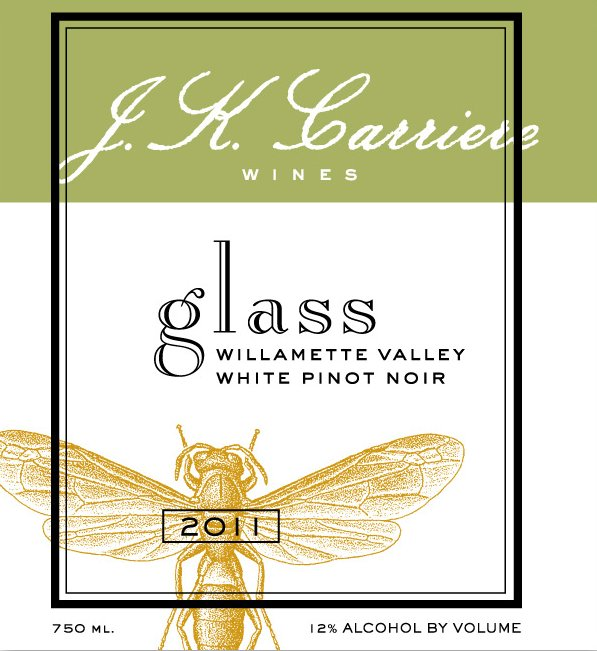 J. K. Carriere
WINES
glass
WILLAMETTE VALLEY
WHITE PINOT NOIR
2011
750 ML.
12% ALCOHOL BY VOLUME